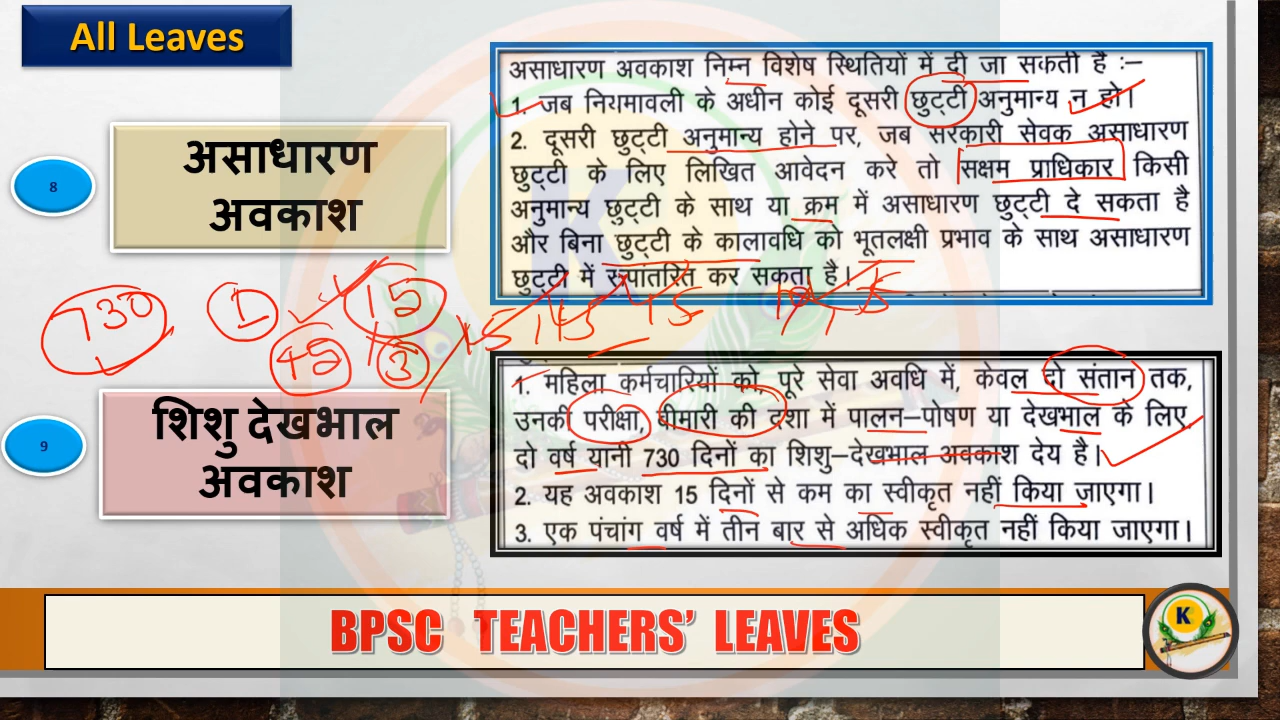 All Leaves
8
असाधारण
अवकाश
असाधारण अवकाश निम्न विशेष स्थितियों में दी जा सकती है :–
1. जब नियमावली के अधीन कोई दूसरी छुट्टी अनुमान्य न हो।
2. दूसरी छुट्टी अनुमान्य होने पर, जब सरकारी सेवक असाधारण
छुट्टी के लिए लिखित आवेदन करे तो सक्षम प्राधिकार किसी
अनुमान्य छुट्टी के साथ या क्रम में असाधारण छुट्टी दे सकता है
और बिना छुट्टी के कालावधि को भूतलक्षी प्रभाव के साथ असाधारण
छुट्टी में रुपांतरित कर सकता है।
730 1 15
45 3 15 15 15
9
शिशु देखभाल
अवकाश
1. महिला कर्मचारियों को, पूरे सेवा अवधि में, केवल दो संतान तक,
उनकी परीक्षा, बीमारी की दशा में पालन–पोषण या देखभाल के लिए,
दो वर्ष यानी 730 दिनों का शिशु–देखभाल अवकाश देय है।
2. यह अवकाश 15 दिनों से कम का स्वीकृत नहीं किया जाएगा।
3. एक पंचांग वर्ष में तीन बार से अधिक स्वीकृत नहीं किया जाएगा।
BPSC TEACHERS’ LEAVES
K